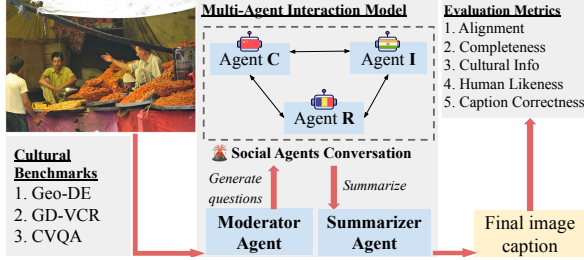 Multi-Agent Interaction Model
Agent C
Agent I
Agent R
Social Agents Conversation
Generate
questions
Summarize
Moderator
Agent
Summarizer
Agent
Cultural
Benchmarks
1. Geo-DE
2. GD-VCR
3. CVQA
Evaluation Metrics
1. Alignment
2. Completeness
3. Cultural Info
4. Human Likeness
5. Caption Correctness
Final image
caption